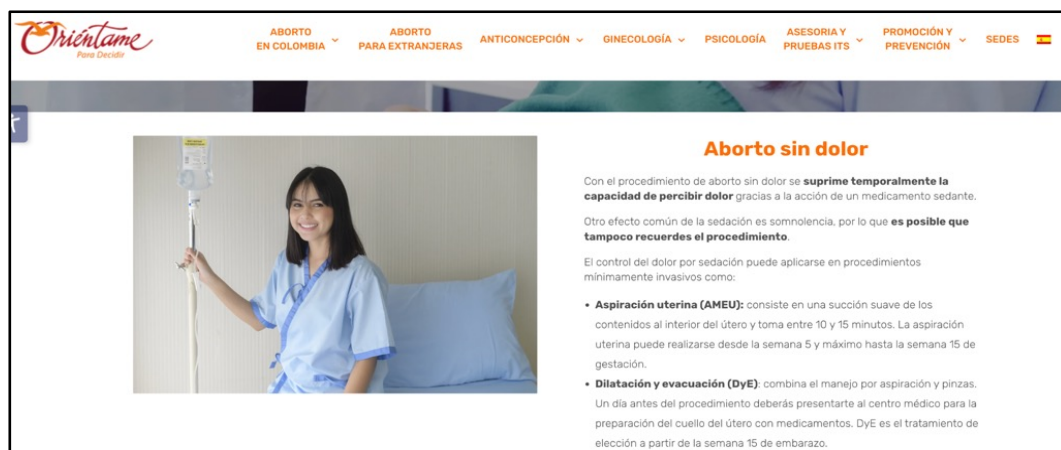 Oriéntame
Para Decidir
ABORTO
EN COLOMBIA
ABORTO
PARA EXTRANJERAS
ANTICONCEPCIÓN
GINECOLOGÍA
PSICOLOGÍA
ASESORIA Y
PRUEBAS ITS
PROMOCIÓN Y
PREVENCIÓN
SEDES
Aborto sin dolor
Con el procedimiento de aborto sin dolor se suprime temporalmente la
capacidad de percibir dolor gracias a la acción de un medicamento sedante.
Otro efecto común de la sedación es somnolencia, por lo que es posible que
tampoco recuerdes el procedimiento.
El control del dolor por sedación puede aplicarse en procedimientos
mínimamente invasivos como:
• Aspiración uterina (AMEU): consiste en una succión suave de los
contenidos al interior del útero y toma entre 10 y 15 minutos. La aspiración
uterina puede realizarse desde la semana 5 y máximo hasta la semana 15 de
gestación.
• Dilatación y evacuación (DyE): combina el manejo por aspiración y pinzas.
Un día antes del procedimiento deberás presentarte al centro médico para la
preparación del cuello del útero con medicamentos. DyE es el tratamiento de
elección a partir de la semana 15 de embarazo.